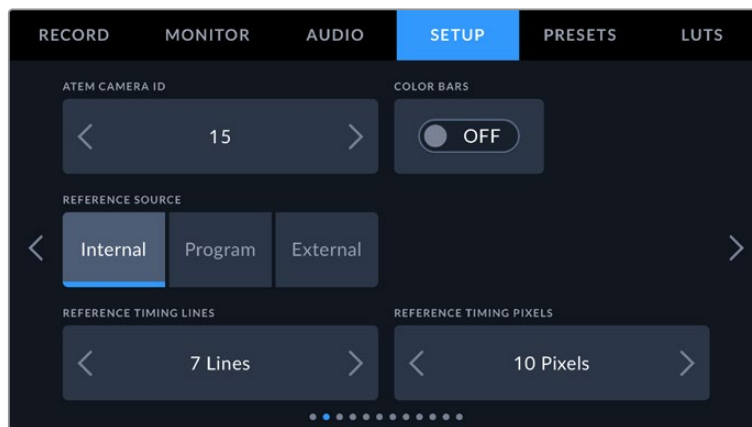 RECORD MONITOR AUDIO SETUP PRESETS LUTS
ATEM CAMERA ID COLOR BARS
15 OFF
REFERENCE SOURCE
Internal Program External
REFERENCE TIMING LINES REFERENCE TIMING PIXELS
7 Lines 10 Pixels